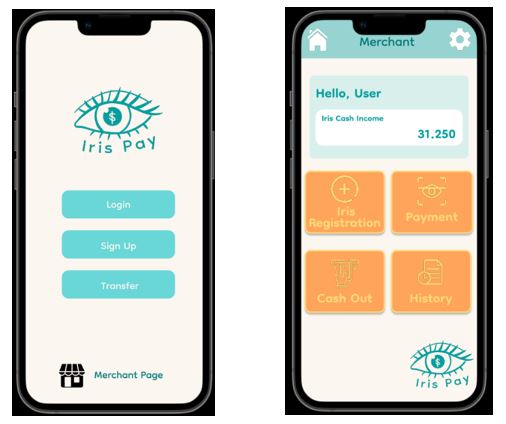 $
Iris Pay
Login
Sign Up
Transfer
Merchant Page
Merchant
Hello, User
Iris Cash Income
31.250
Iris
Registration
Payment
Cash Out
History
$
Iris Pay